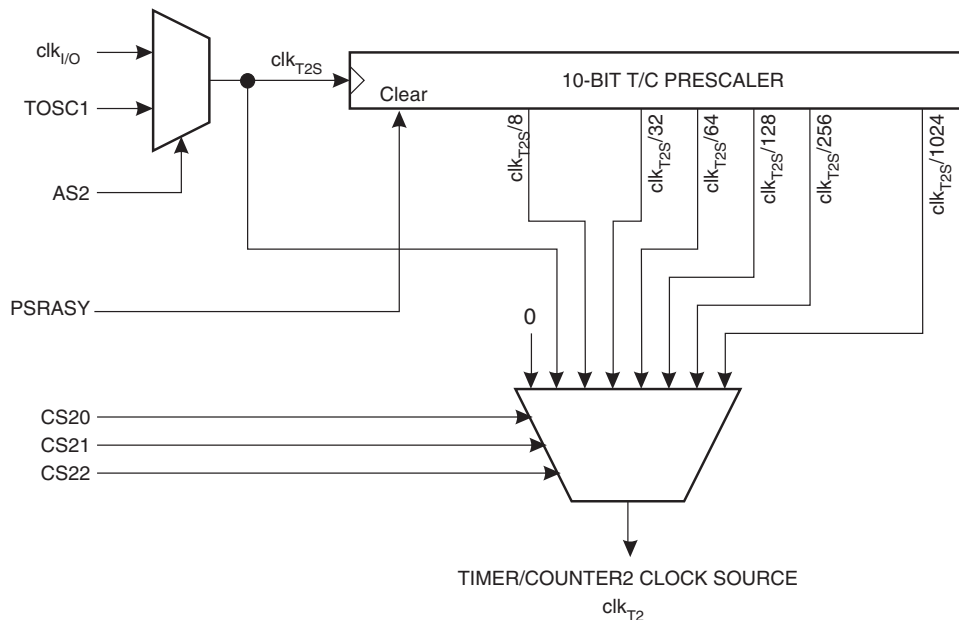 clkI/O
TOSC1
AS2
PSRASY
clkT2S
10-BIT T/C PRESCALER
Clear
clkT2S/8
clkT2S/32
clkT2S/64
clkT2S/128
clkT2S/256
clkT2S/1024
0
CS20
CS21
CS22
TIMER/COUNTER2 CLOCK SOURCE
clkT2